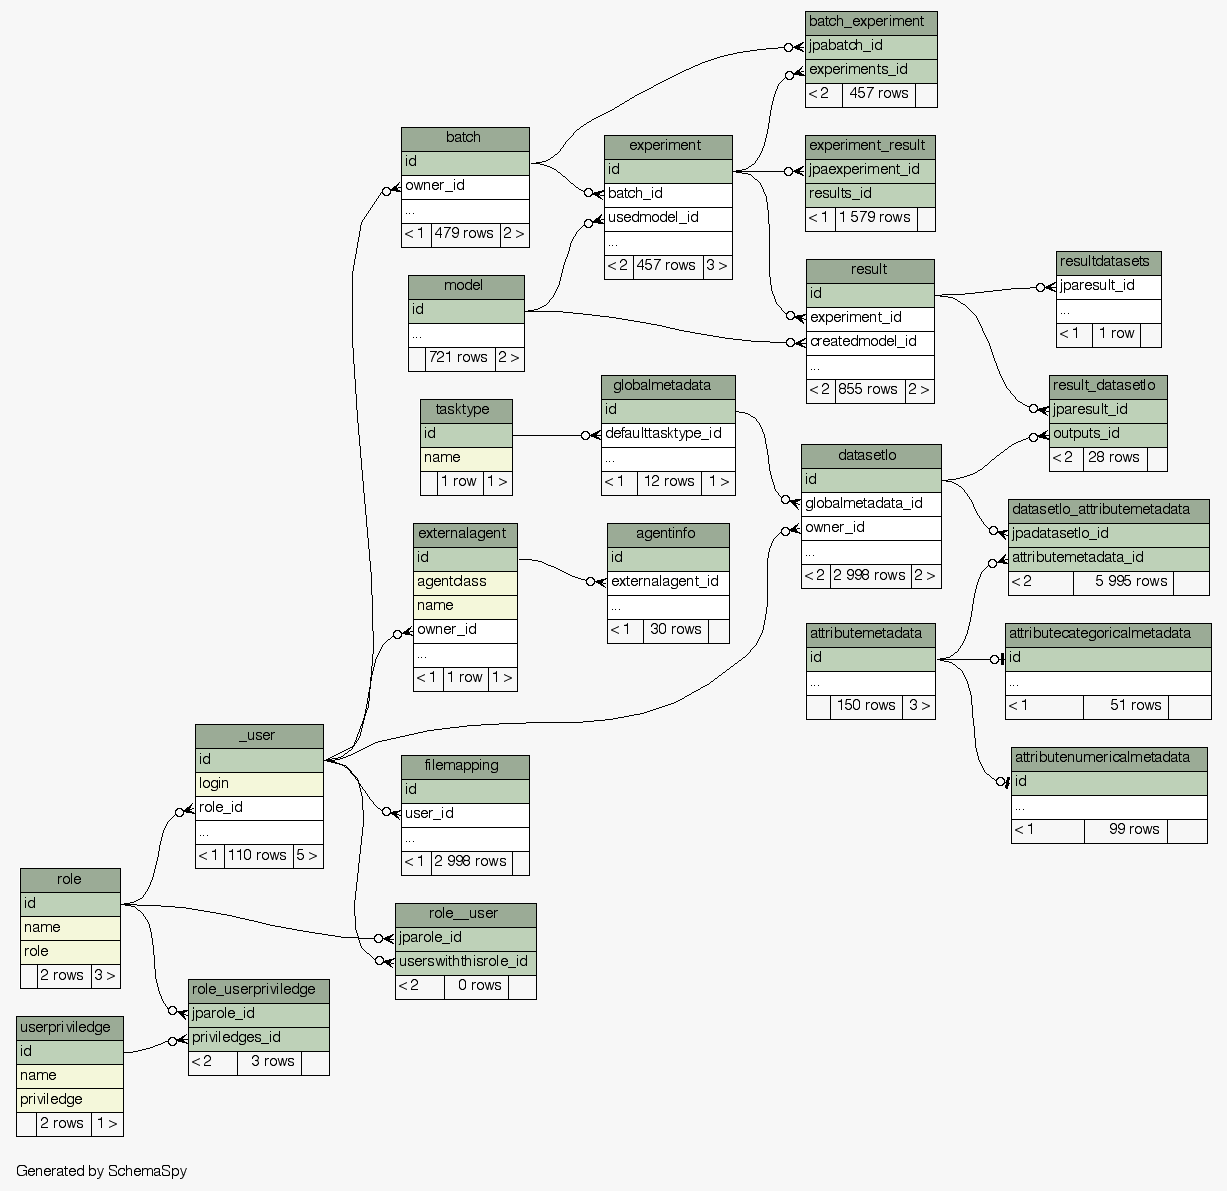 batch_experiment
jpabatch_id
experiments_id
< 2 457 rows
batch
id
owner_id
...
< 1 479 rows 2 >
experiment
id
batch_id
usedmodel_id
...
< 2 457 rows 3 >
experiment_result
jpaexperiment_id
results_id
< 1 1 579 rows
model
id
...
721 rows 2 >
result
id
experiment_id
createdmodel_id
...
< 2 855 rows 2 >
resultdatasets
jparesult_id
...
< 1 1 row
tasktype
id
name
1 row 1 >
globalmetadata
id
defaulttasktype_id
...
< 1 12 rows 1 >
result_datasetlo
jparesult_id
outputs_id
< 2 28 rows
datasetlo
id
globalmetadata_id
owner_id
...
< 2 2 998 rows 2 >
datasetlo_attributemetadata
jpadatasetlo_id
attributemetadata_id
< 2 5 995 rows
externalagent
id
agentclass
name
owner_id
...
< 1 1 row 1 >
agentinfo
id
externalagent_id
...
< 1 30 rows
attributemetadata
id
...
150 rows 3 >
attributecategoricalmetadata
id
...
< 1 51 rows
_user
id
login
role_id
...
< 1 110 rows 5 >
filemapping
id
user_id
...
< 1 2 998 rows
attributenumericalmetadata
id
...
< 1 99 rows
role
id
name
role
2 rows 3 >
role__user
jparole_id
userswiththisrole_id
< 2 0 rows
role_userpriviledge
jparole_id
priviledges_id
< 2 3 rows
userpriviledge
id
name
priviledge
2 rows 1 >
Generated by SchemaSpy